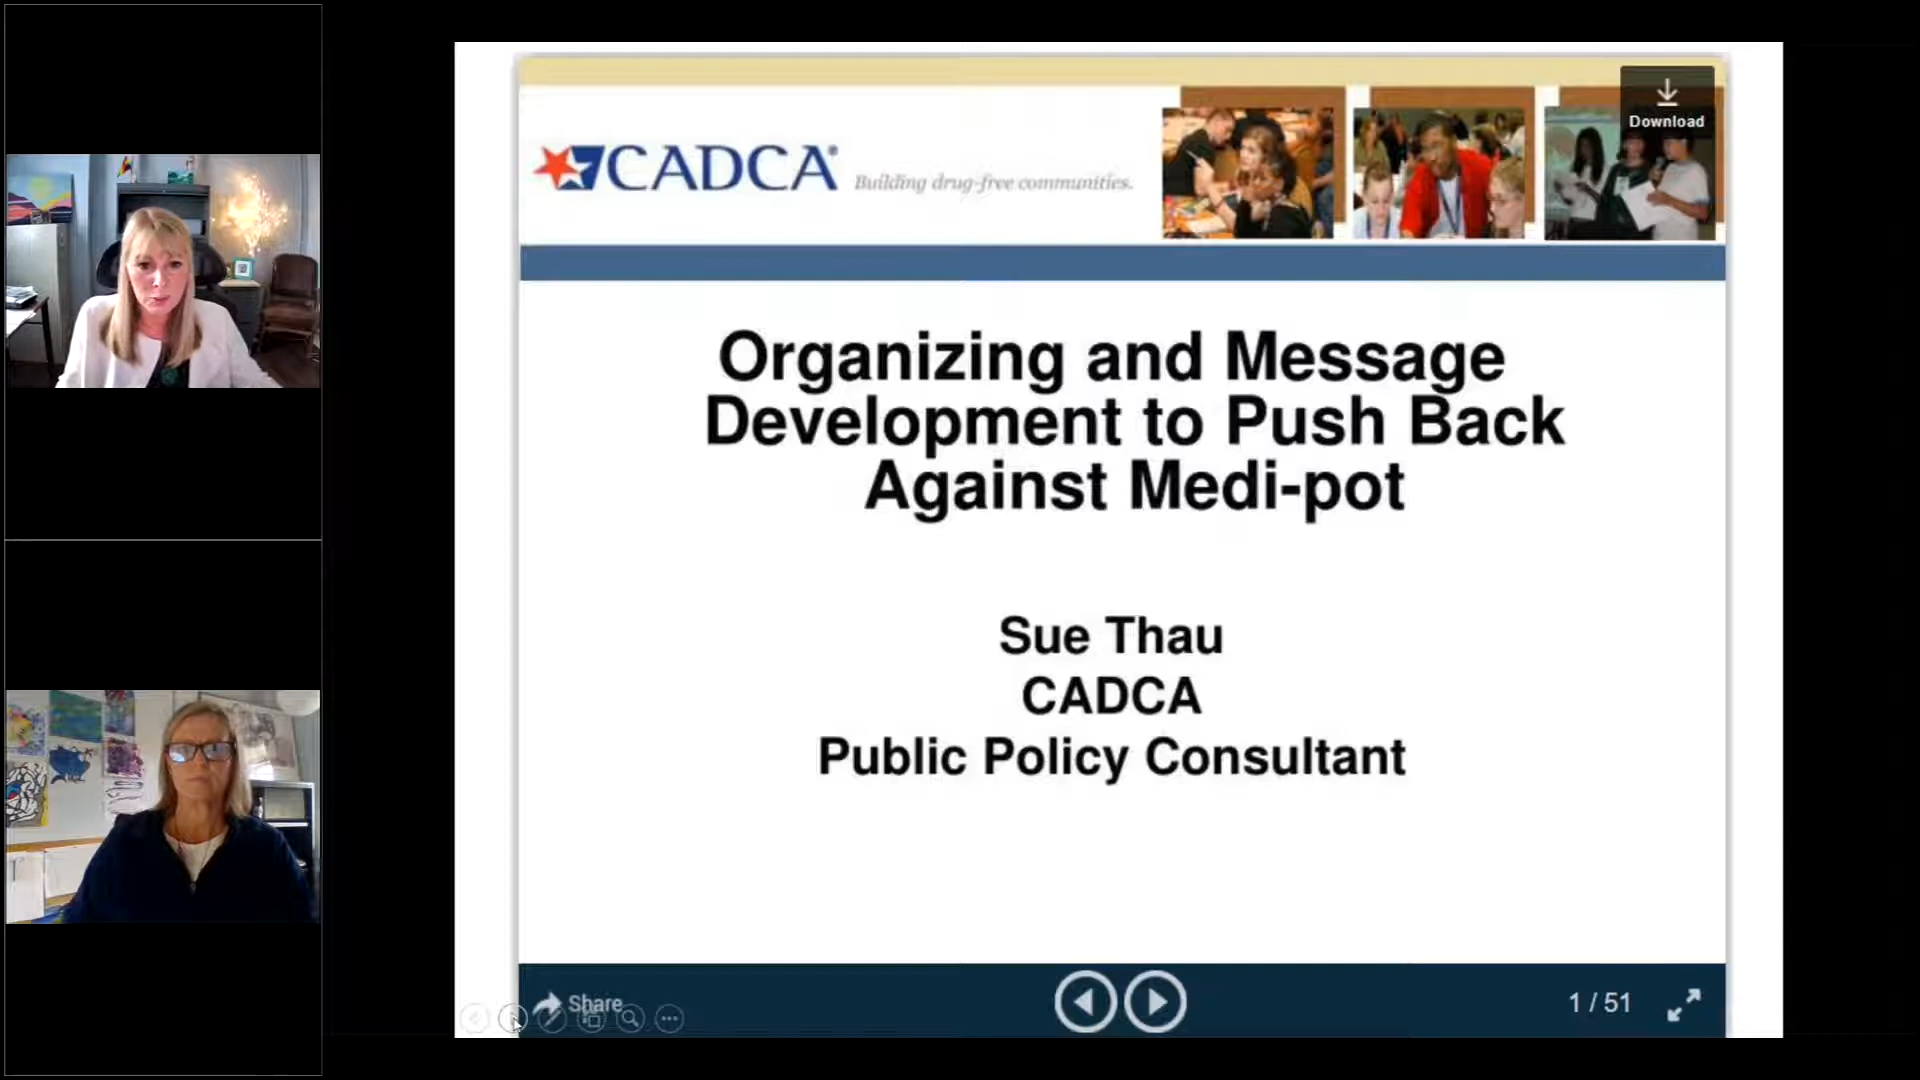 CADCA®
Building drug-free communities.
Download
Organizing and Message
Development to Push Back
Against Medi-pot
Sue Thau
CADCA
Public Policy Consultant
Share
1 / 51